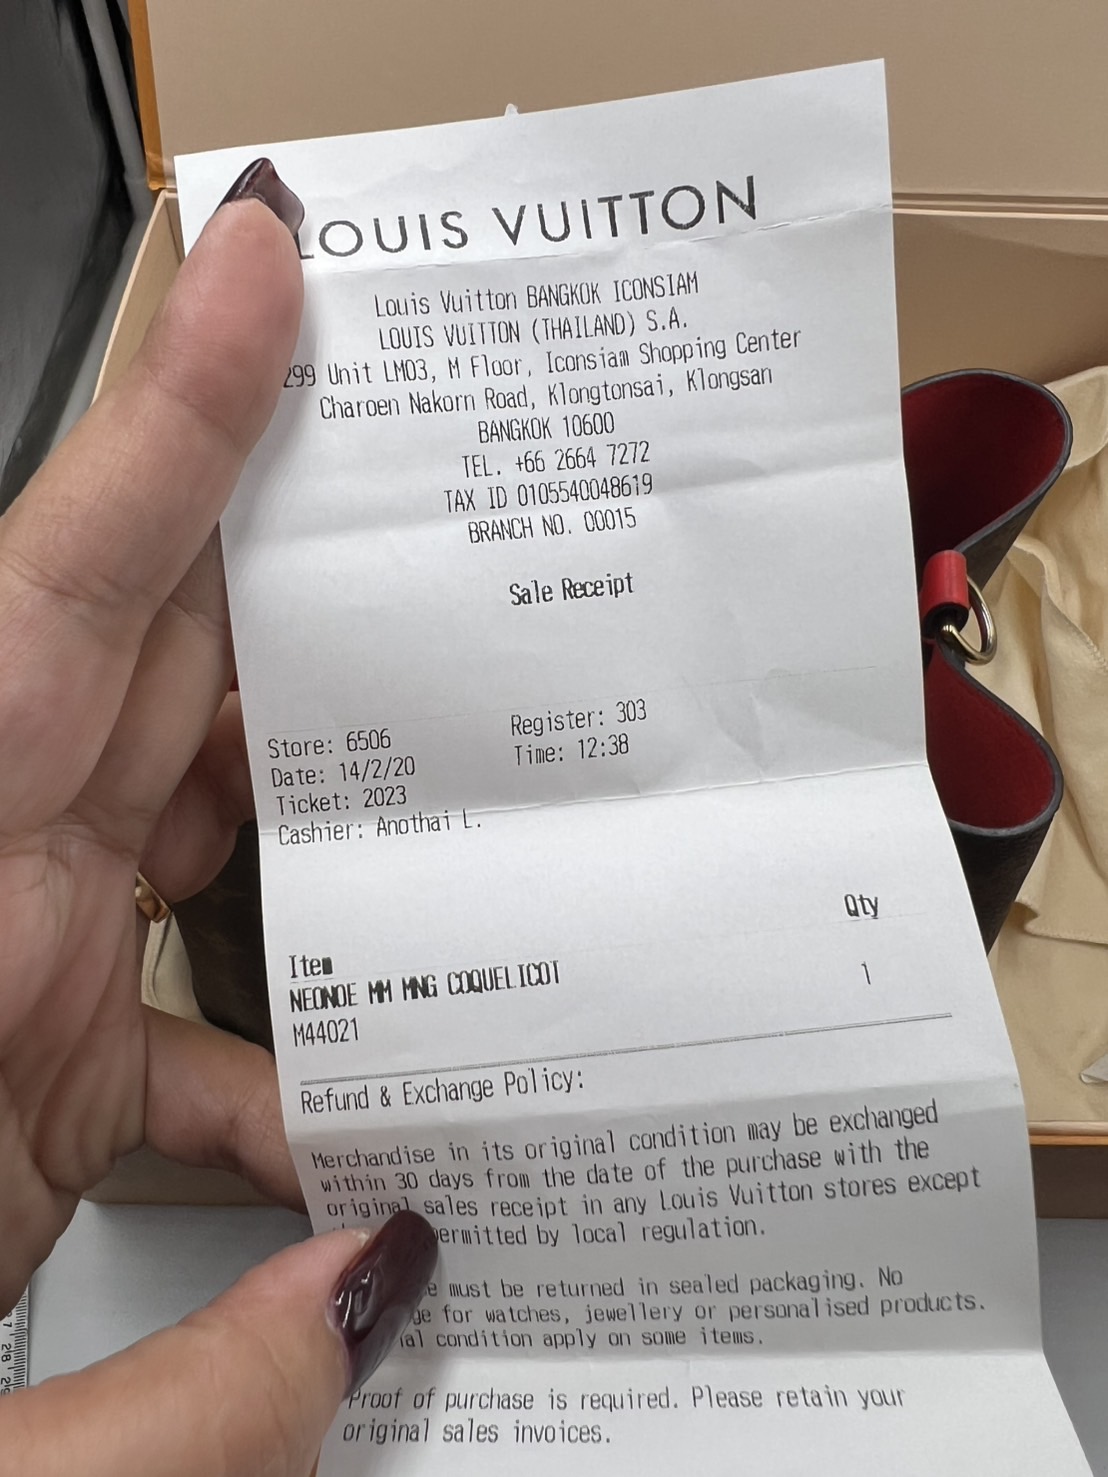 LOUIS VUITTON
Louis Vuitton BANGKOK ICONSIAM
LOUIS VUITTON (THAILAND) S.A.
299 Unit LM03, M Floor, Iconsiam Shopping Center
Charoen Nakorn Road, Klongtonsai, Klongsan
BANGKOK 10600
TEL. +66 2664 7272
TAX ID 0105540048619
BRANCH NO. 00015
Sale Receipt
Store: 6506 Register: 303
Date: 14/2/20 Time: 12:38
Ticket: 2023
Cashier: Anothai L.
Item Qty
NEONOE MM MNG COQUELICOT 1
M44021
Refund & Exchange Policy:
Merchandise in its original condition may be exchanged
within 30 days from the date of the purchase with the
original sales receipt in any Louis Vuitton stores except
permitted by local regulation.
must be returned in sealed packaging. No
for watches, jewellery or personalised products.
condition apply on some items.
Proof of purchase is required. Please retain your
original sales invoices.
7 28